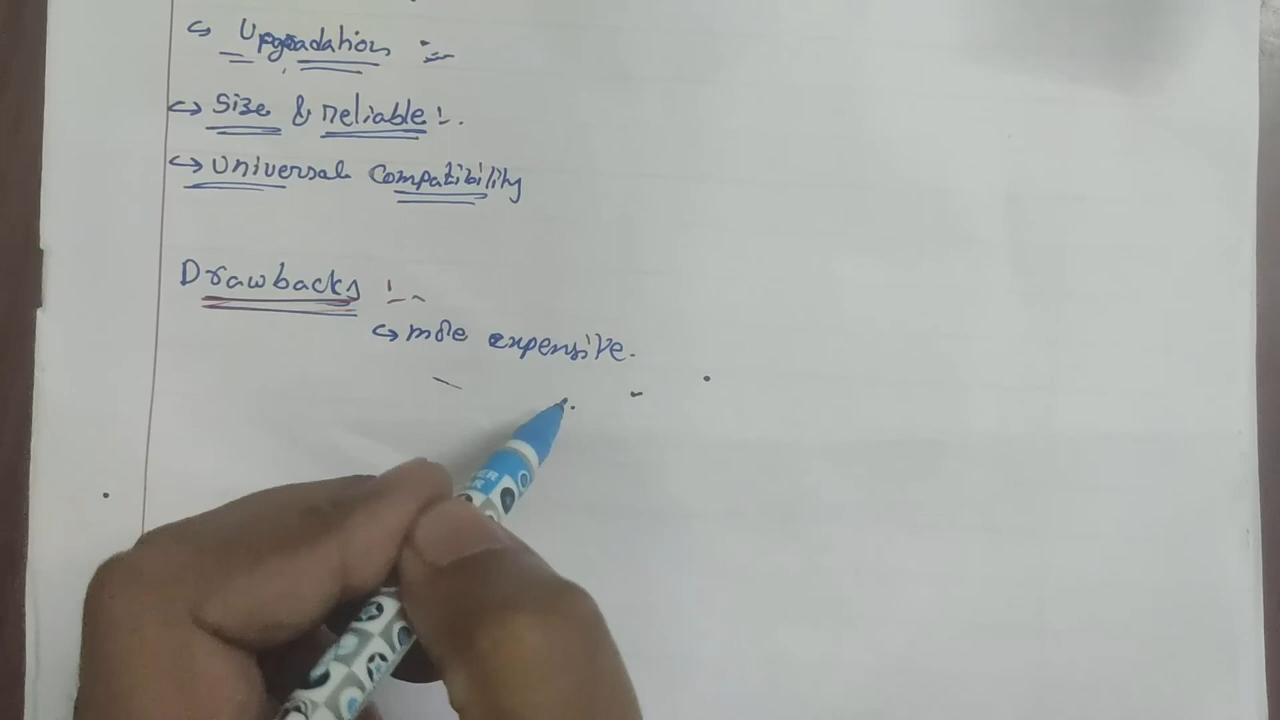 ↪ Upgradation :-
↪ Size & reliable :.
↪ Universal Compatibility
Drawbacks :-
↪ more expensive.